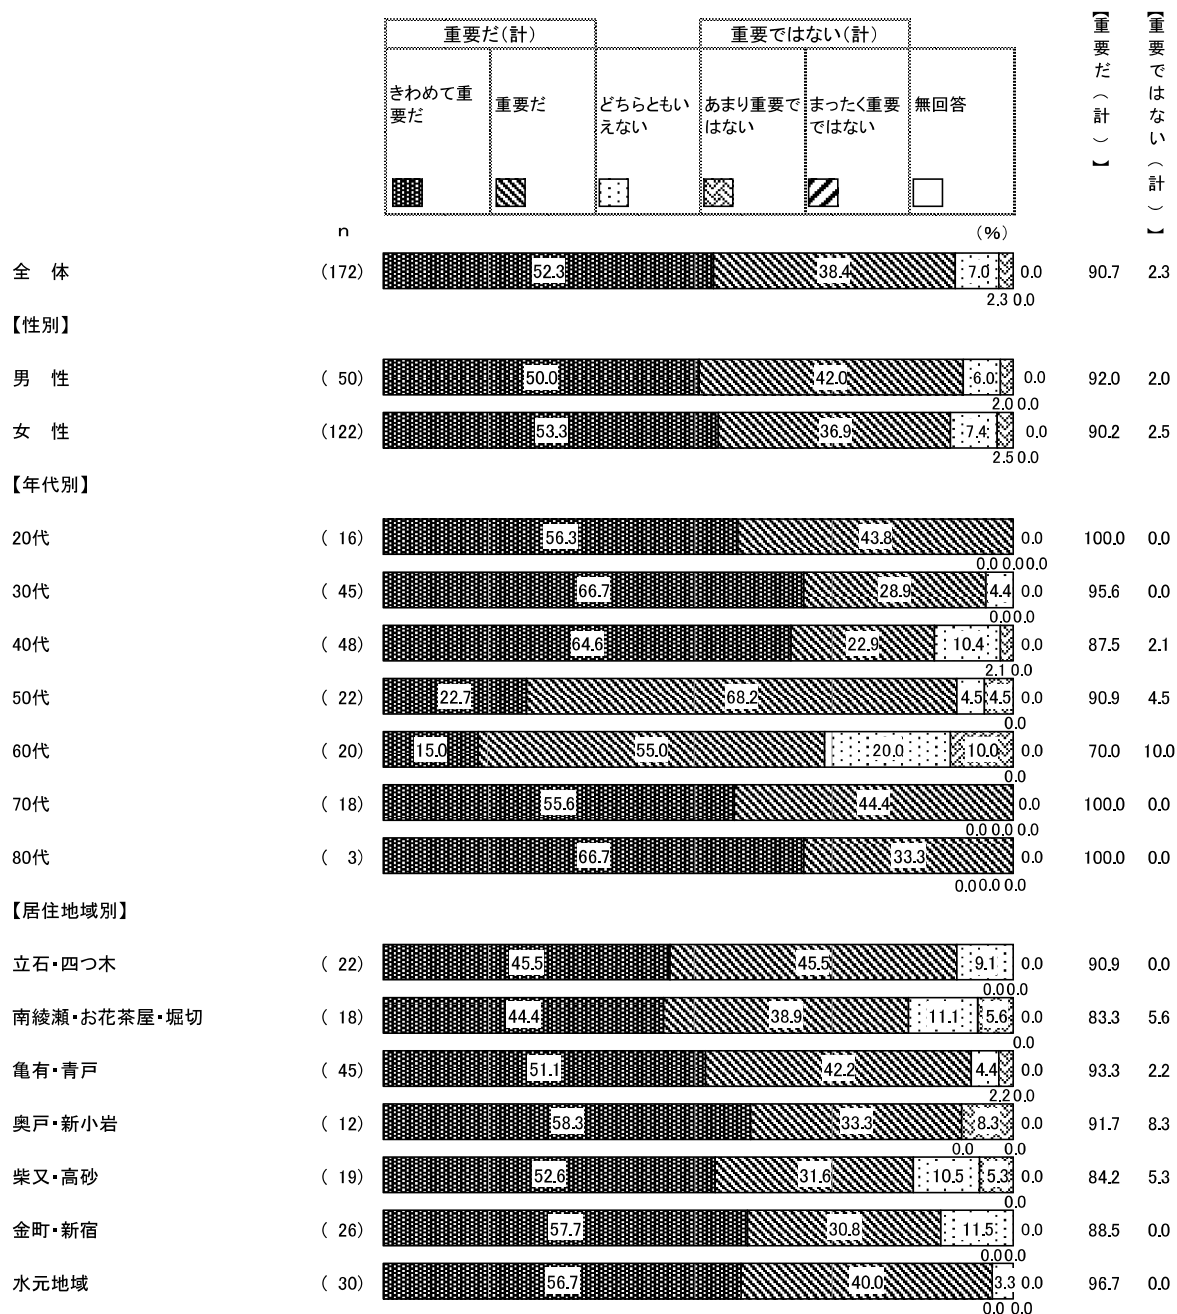 重要だ(計) 重要ではない(計)
きわめて重要だ 重要だ どちらともいえない あまり重要ではない まったく重要ではない 無回答
【重要だ(計)】 【重要ではない(計)】
n (%)
全 体 (172) 52.3 38.4 7.0 0.0 90.7 2.3
2.3 0.0
【性別】
男 性 ( 50) 50.0 42.0 6.0 0.0 92.0 2.0
2.0 0.0
女 性 (122) 53.3 36.9 7.4 0.0 90.2 2.5
2.5 0.0
【年代別】
20代 ( 16) 56.3 43.8 0.0 100.0 0.0
0.0 0.0 0.0
30代 ( 45) 66.7 28.9 4.4 0.0 95.6 0.0
0.0 0.0
40代 ( 48) 64.6 22.9 10.4 0.0 87.5 2.1
2.1 0.0
50代 ( 22) 22.7 68.2 4.5 4.5 0.0 90.9 4.5
0.0
60代 ( 20) 15.0 55.0 20.0 10.0 0.0 70.0 10.0
0.0
70代 ( 18) 55.6 44.4 0.0 100.0 0.0
0.0 0.0 0.0
80代 ( 3) 66.7 33.3 0.0 100.0 0.0
0.0 0.0 0.0
【居住地域別】
立石・四つ木 ( 22) 45.5 45.5 9.1 0.0 90.9 0.0
0.0 0.0
南綾瀬・お花茶屋・堀切 ( 18) 44.4 38.9 11.1 5.6 0.0 83.3 5.6
0.0
亀有・青戸 ( 45) 51.1 42.2 4.4 0.0 93.3 2.2
2.2 0.0
奥戸・新小岩 ( 12) 58.3 33.3 8.3 0.0 91.7 8.3
0.0 0.0
柴又・高砂 ( 19) 52.6 31.6 10.5 5.3 0.0 84.2 5.3
0.0
金町・新宿 ( 26) 57.7 30.8 11.5 0.0 88.5 0.0
0.0 0.0
水元地域 ( 30) 56.7 40.0 3.3 0.0 96.7 0.0
0.0 0.0